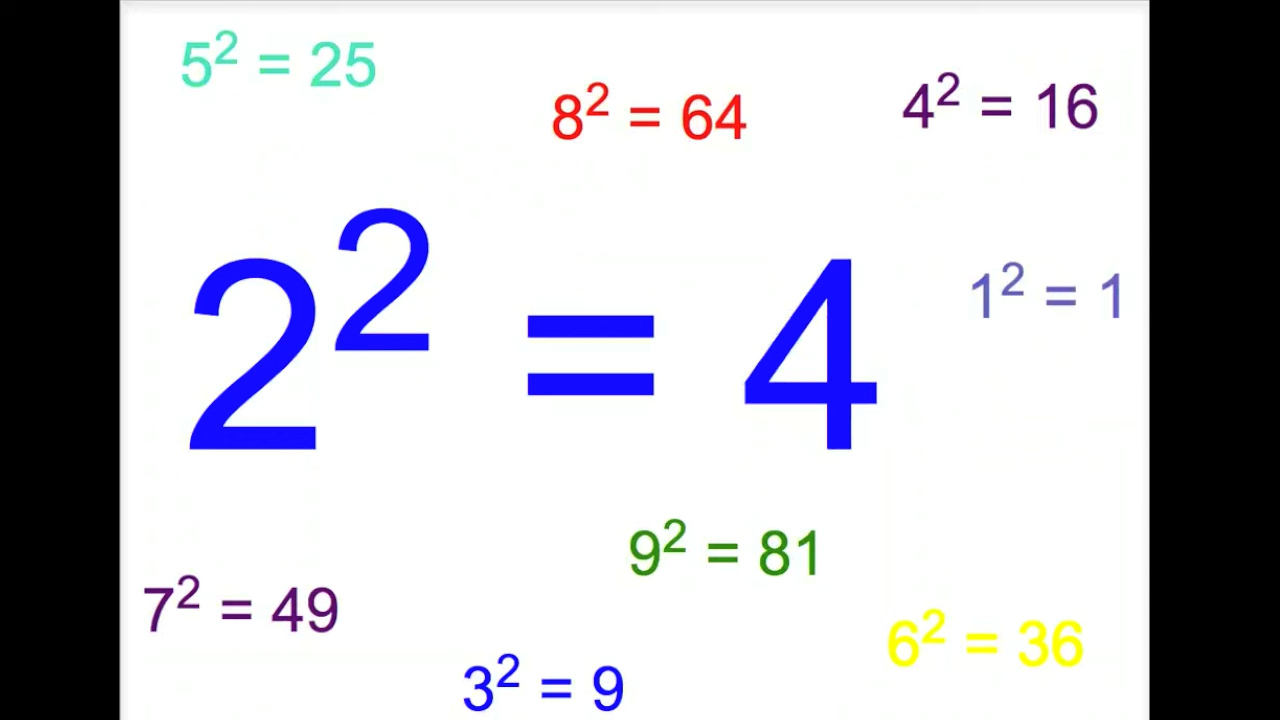 5² = 25
8² = 64
4² = 16
2² = 4
1² = 1
9² = 81
7² = 49
6² = 36
3² = 9